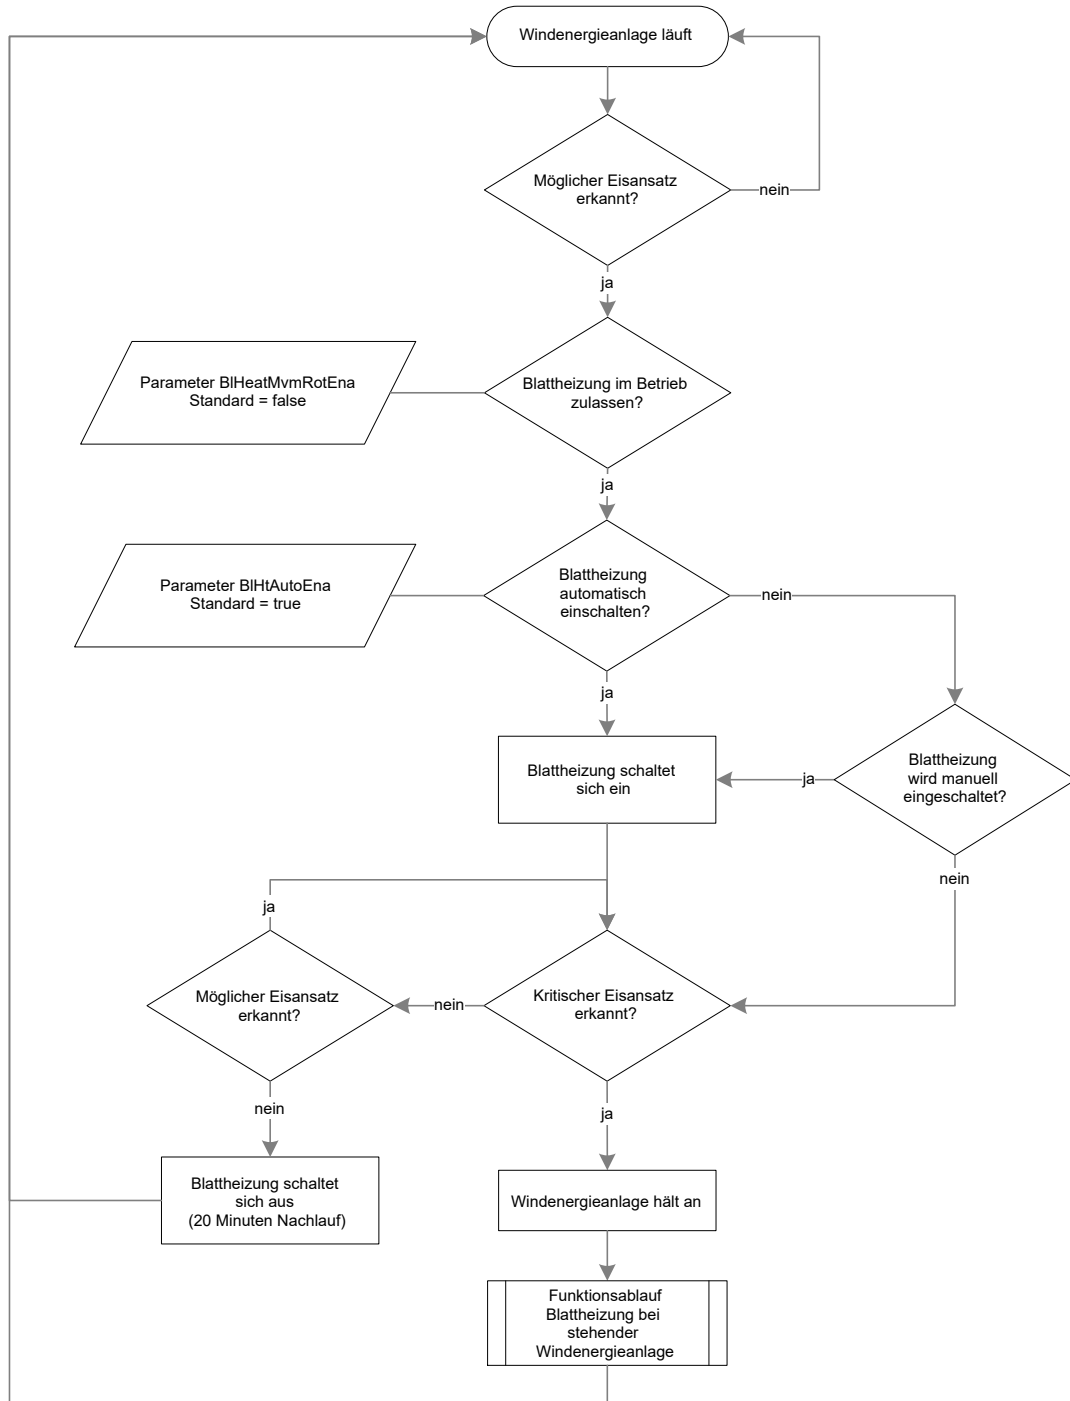 Windenergieanlage läuft
Möglicher Eisansatz
erkannt?
nein
ja
Parameter BlHeatMvmRotEna
Standard = false
Blattheizung im Betrieb
zulassen?
ja
Parameter BlHtAutoEna
Standard = true
Blattheizung
automatisch
einschalten?
nein
ja
Blattheizung schaltet
sich ein
ja
Blattheizung
wird manuell
eingeschaltet?
nein
ja
Möglicher Eisansatz
erkannt?
nein
Kritischer Eisansatz
erkannt?
nein
ja
Blattheizung schaltet
sich aus
(20 Minuten Nachlauf)
Windenergieanlage hält an
Funktionsablauf
Blattheizung bei
stehender
Windenergieanlage